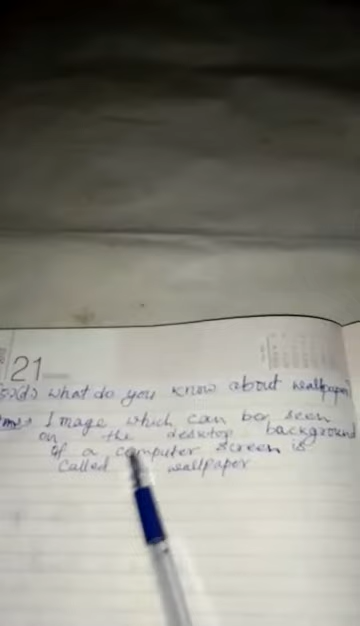 21
5.(d) what do you know about wallpaper
Ans→ Image which can be seen
on the desktop background
of a computer screen is
called wallpaper